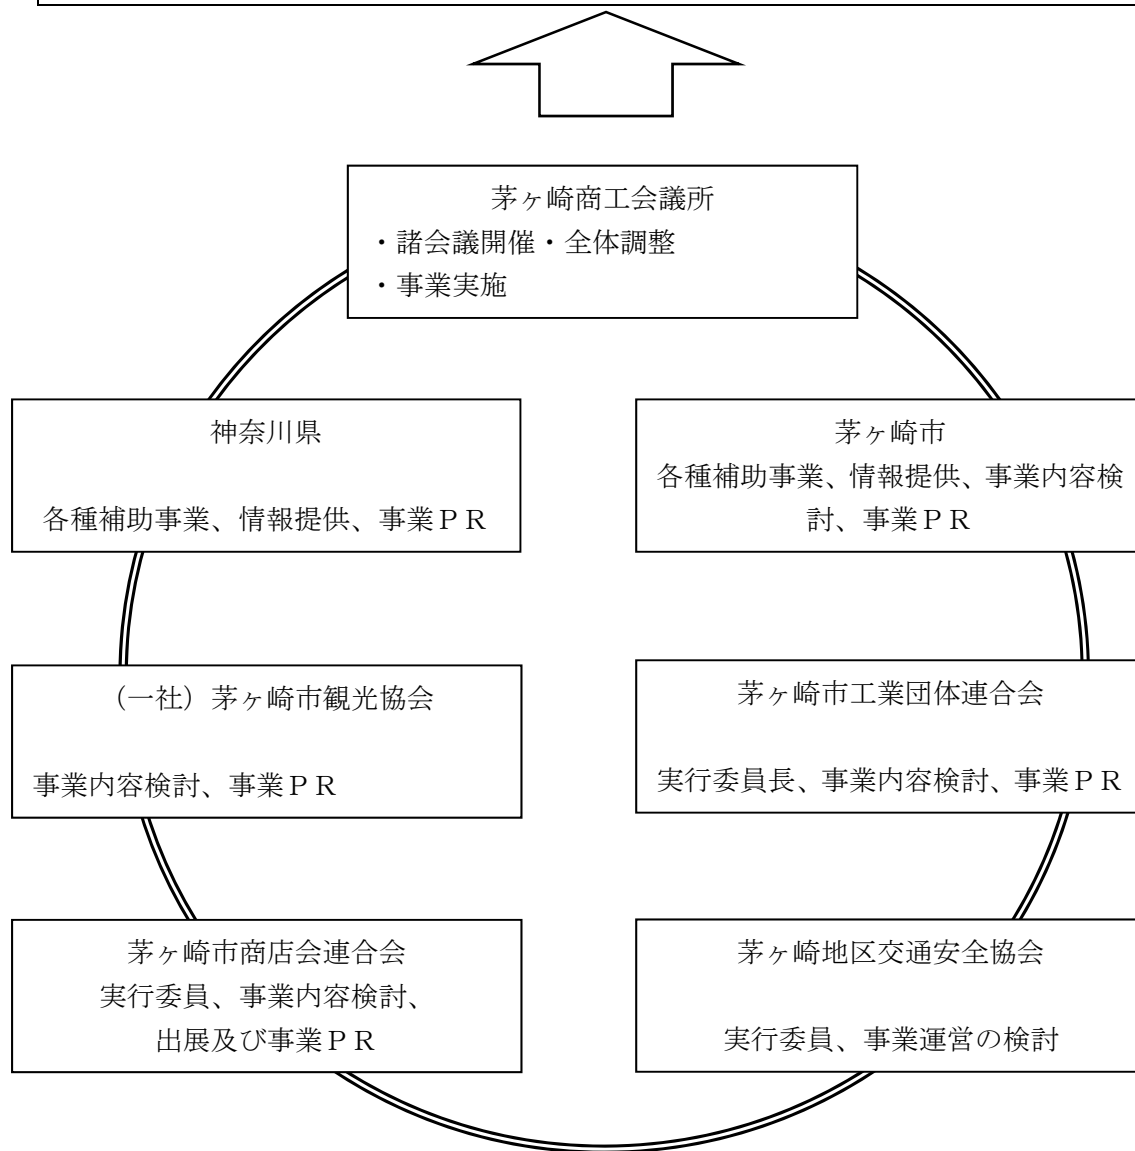 茅ヶ崎商工会議所
・諸会議開催・全体調整
・事業実施
神奈川県
各種補助事業、情報提供、事業ＰＲ
茅ヶ崎市
各種補助事業、情報提供、事業内容検
討、事業ＰＲ
（一社）茅ヶ崎市観光協会
事業内容検討、事業ＰＲ
茅ヶ崎市工業団体連合会
実行委員長、事業内容検討、事業ＰＲ
茅ヶ崎市商店会連合会
実行委員、事業内容検討、
出展及び事業ＰＲ
茅ヶ崎地区交通安全協会
実行委員、事業運営の検討